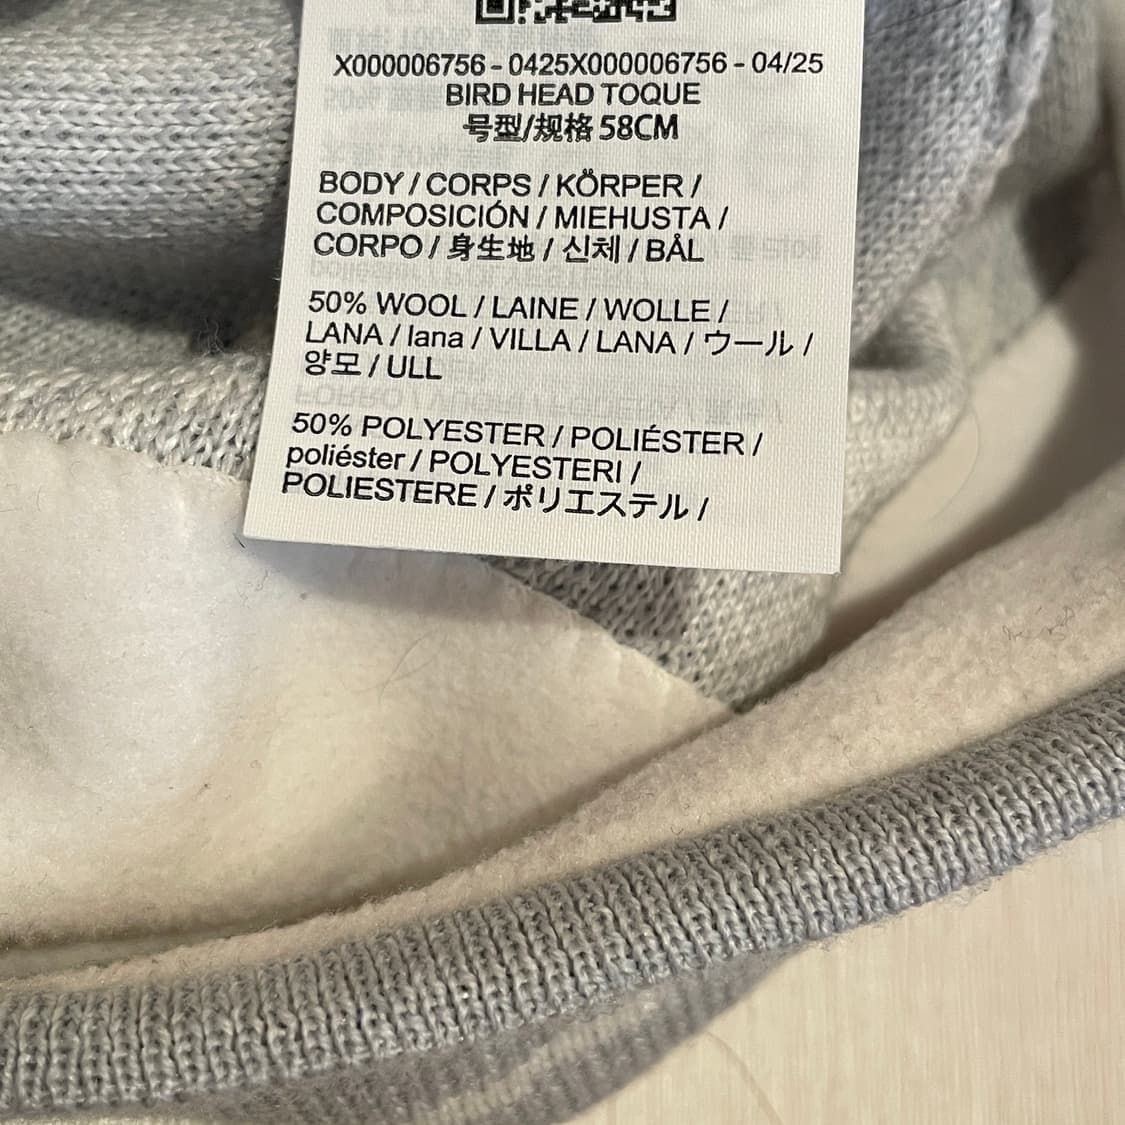 X000006756 - 0425X000006756 - 04/25
BIRD HEAD TOQUE
号型/规格 58CM
BODY / CORPS / KÖRPER /
COMPOSICIÓN / MIEHUSTA /
CORPO / 身生地 / 신체 / BÅL
50% WOOL / LAINE / WOLLE /
LANA / lana / VILLA / LANA / ウール /
양모 / ULL
50% POLYESTER / POLIÉSTER /
poliéster / POLYESTERI /
POLIESTERE / ポリエステル /